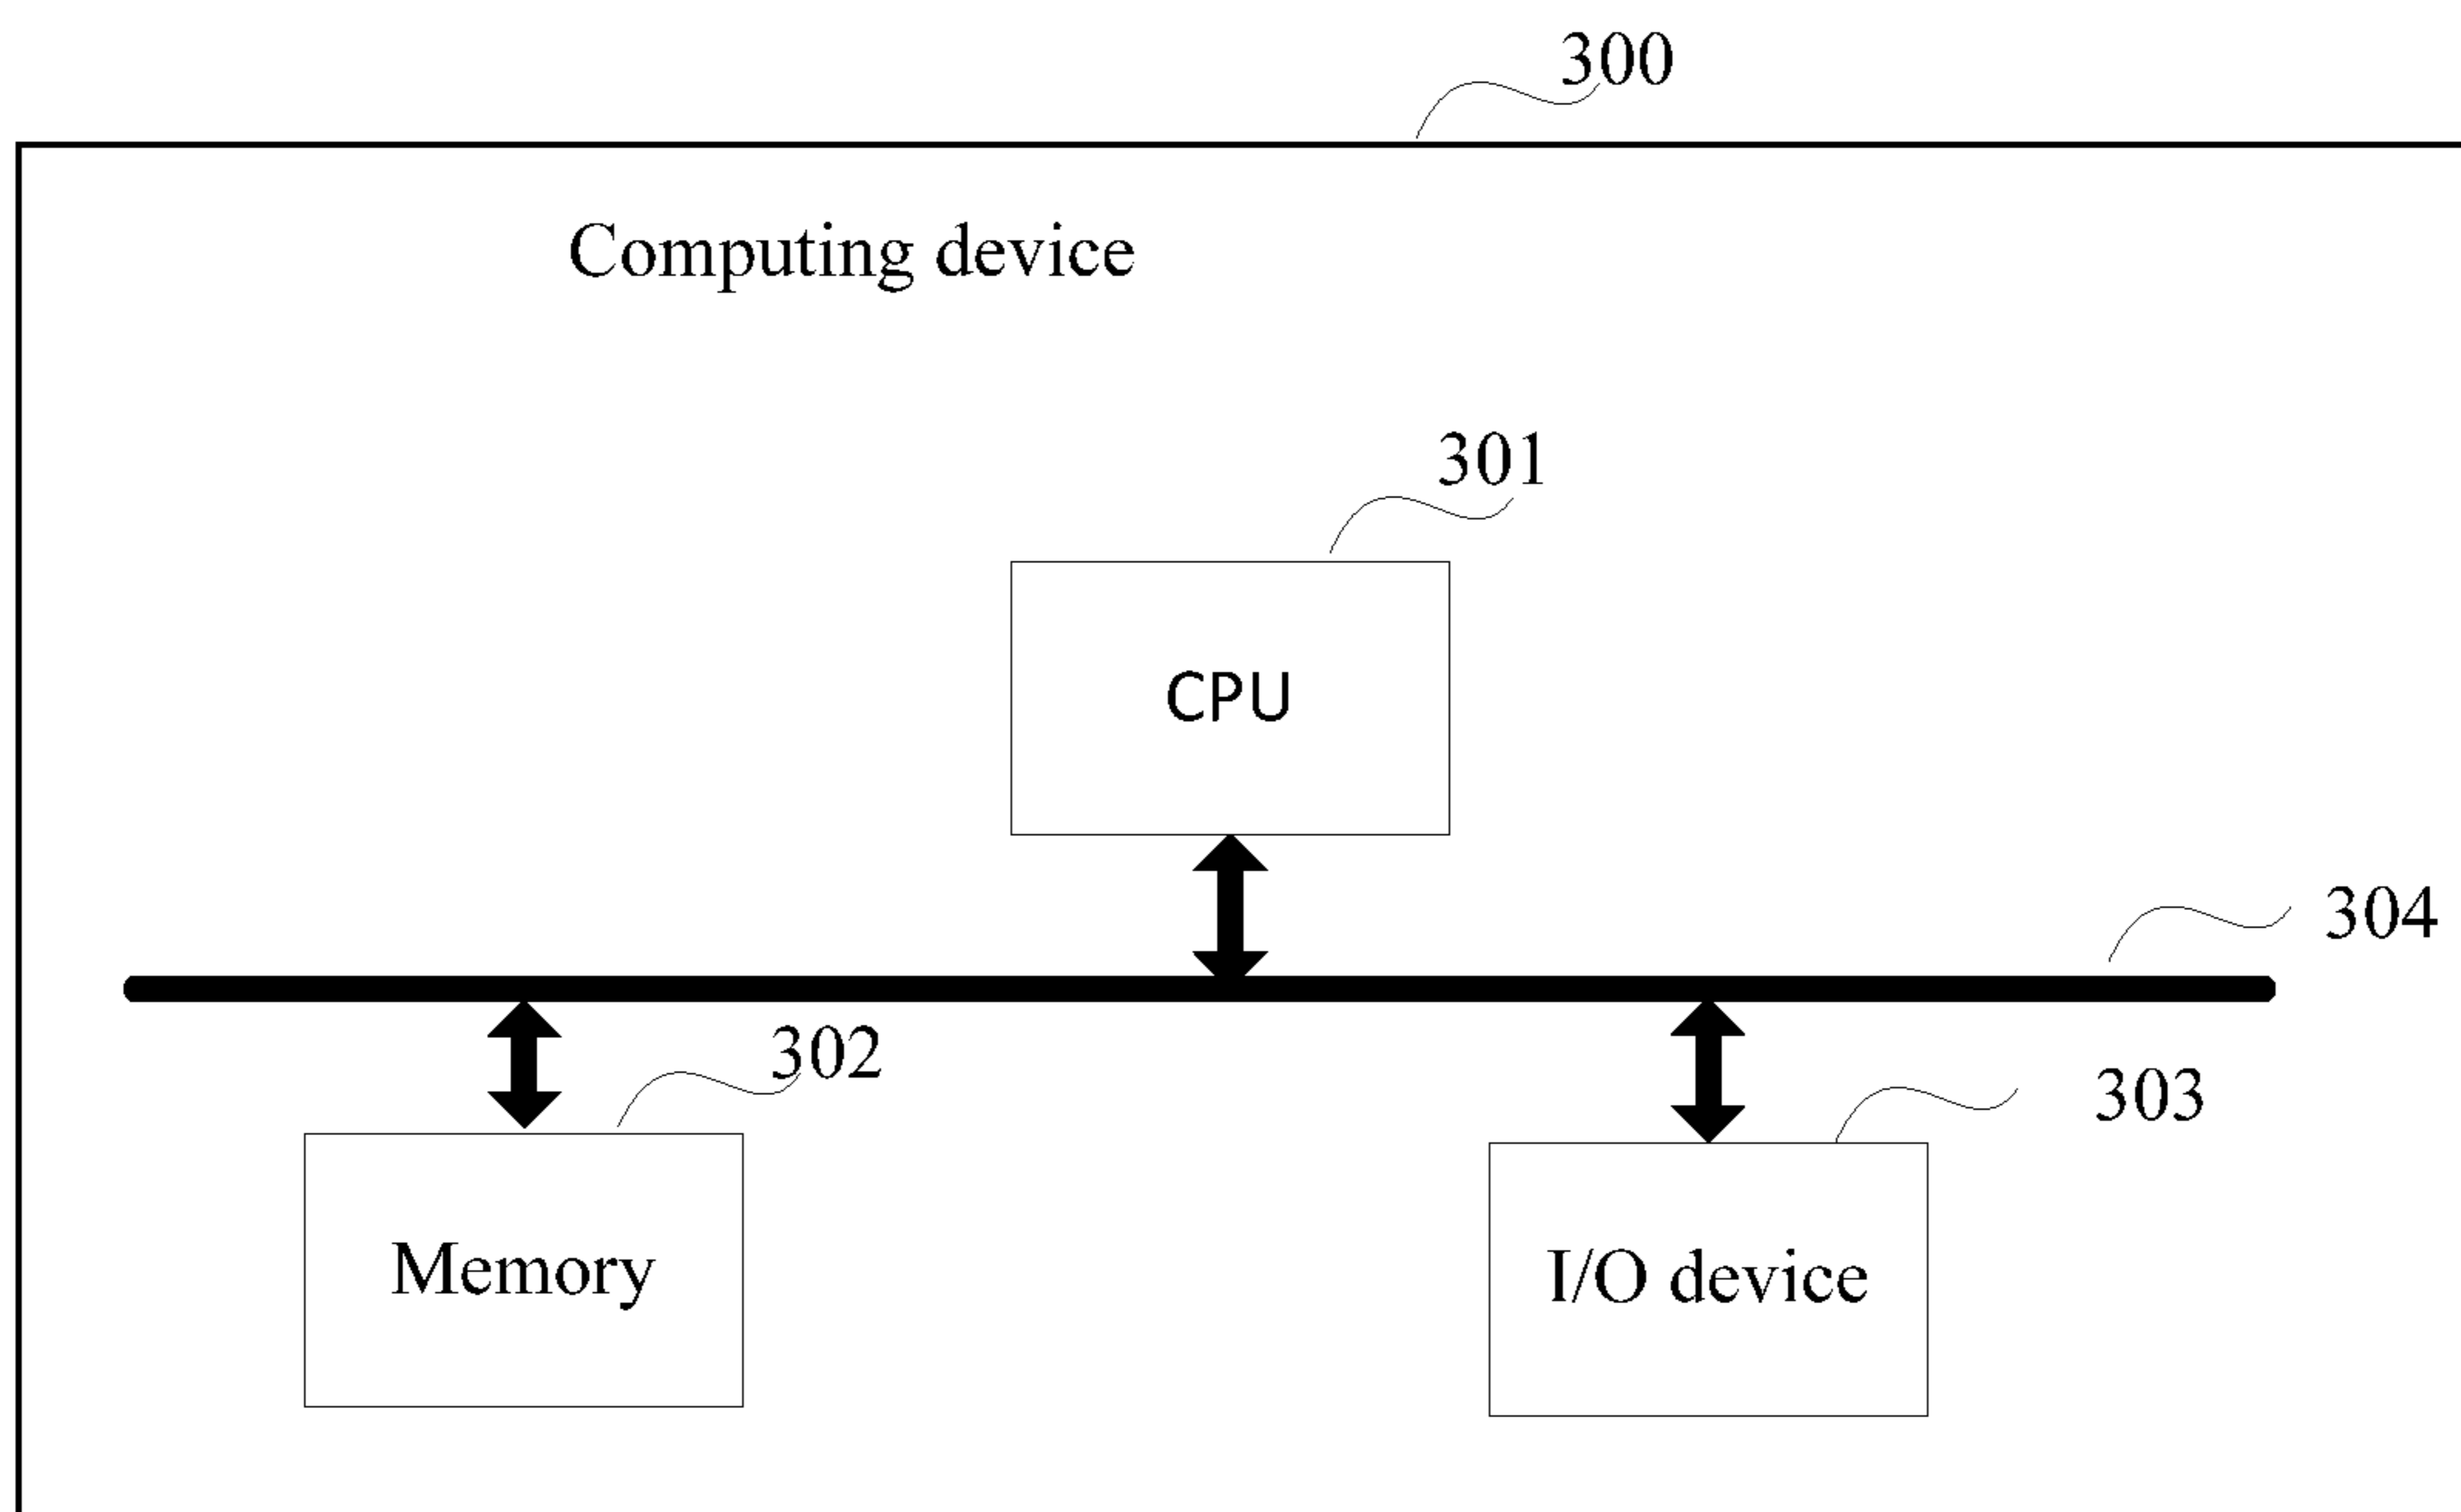 300
Computing device
301
CPU
304
302
303
Memory
I/O device